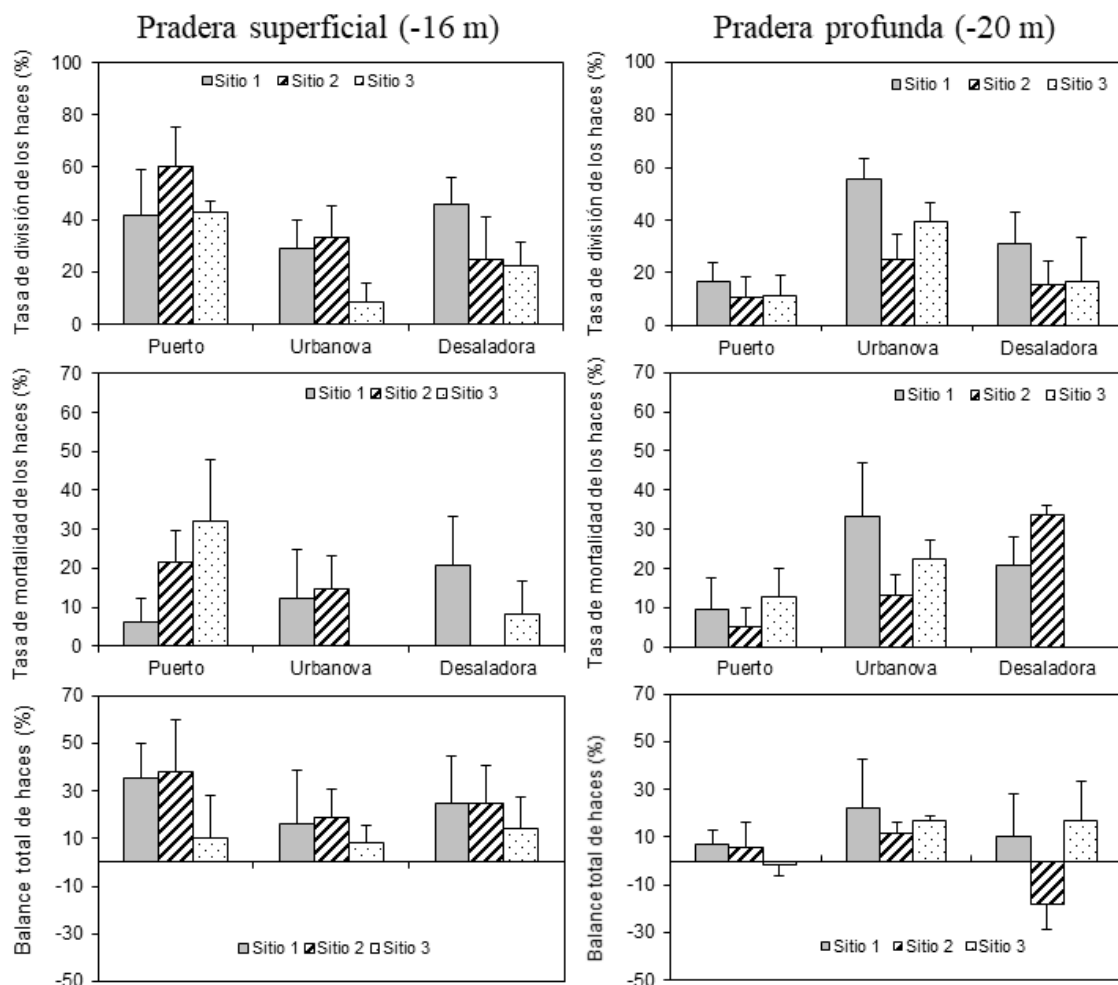 Pradera superficial (-16 m)
Pradera profunda (-20 m)
Tasa de división de los haces (%)
100
80
60
40
20
0
Sitio 1 Sitio 2 Sitio 3
Puerto Urbanova Desaladora
Tasa de división de los haces (%)
100
80
60
40
20
0
Sitio 1 Sitio 2 Sitio 3
Puerto Urbanova Desaladora
Tasa de mortalidad de los haces (%)
70
60
50
40
30
20
10
0
Sitio 1 Sitio 2 Sitio 3
Puerto Urbanova Desaladora
Tasa de mortalidad de los haces (%)
70
60
50
40
30
20
10
0
Sitio 1 Sitio 2 Sitio 3
Puerto Urbanova Desaladora
Balance total de haces (%)
70
50
30
10
-10
-30
-50
Sitio 1 Sitio 2 Sitio 3
Balance total de haces (%)
70
50
30
10
-10
-30
-50
Sitio 1 Sitio 2 Sitio 3